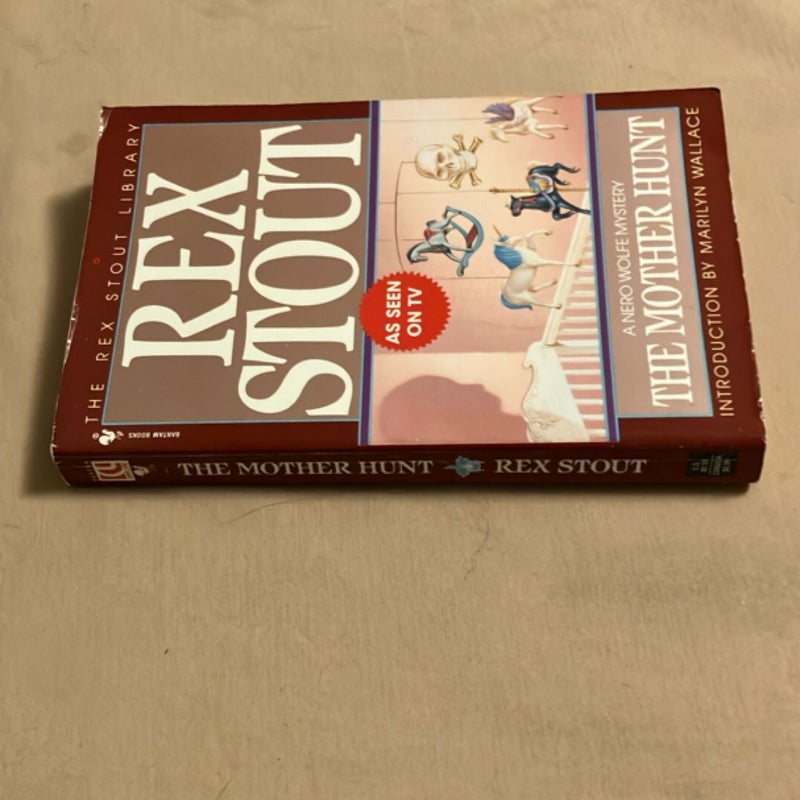 THE REX STOUT LIBRARY
REX
STOUT
BANTAM BOOKS
AS SEEN
ON TV
A NERO WOLFE MYSTERY
THE MOTHER HUNT
INTRODUCTION BY MARILYN WALLACE
THE MOTHER HUNT REX STOUT